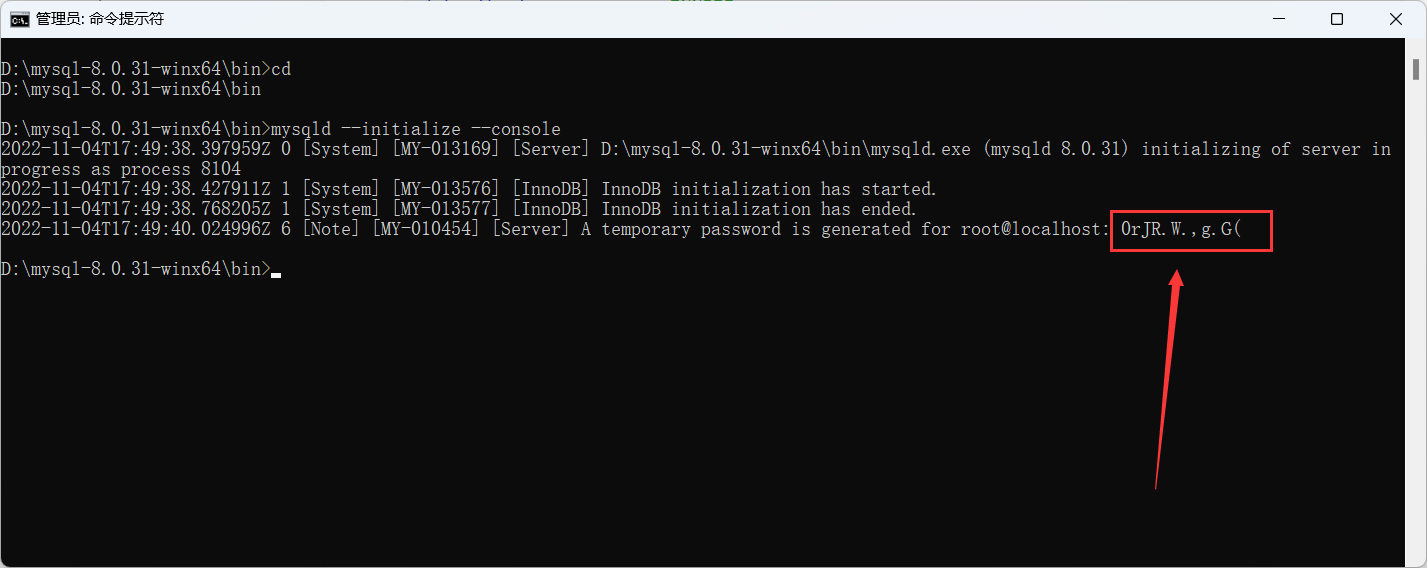 管理员: 命令提示符
D:\mysql-8.0.31-winx64\bin>cd
D:\mysql-8.0.31-winx64\bin
D:\mysql-8.0.31-winx64\bin>mysqld --initialize --console
2022-11-04T17:49:38.397959Z 0 [System] [MY-013169] [Server] D:\mysql-8.0.31-winx64\bin\mysqld.exe (mysqld 8.0.31) initializing of server in
progress as process 8104
2022-11-04T17:49:38.427911Z 1 [System] [MY-013576] [InnoDB] InnoDB initialization has started.
2022-11-04T17:49:38.768205Z 1 [System] [MY-013577] [InnoDB] InnoDB initialization has ended.
2022-11-04T17:49:40.024996Z 6 [Note] [MY-010454] [Server] A temporary password is generated for root@localhost: 0rJR.W.,g.G(
D:\mysql-8.0.31-winx64\bin>